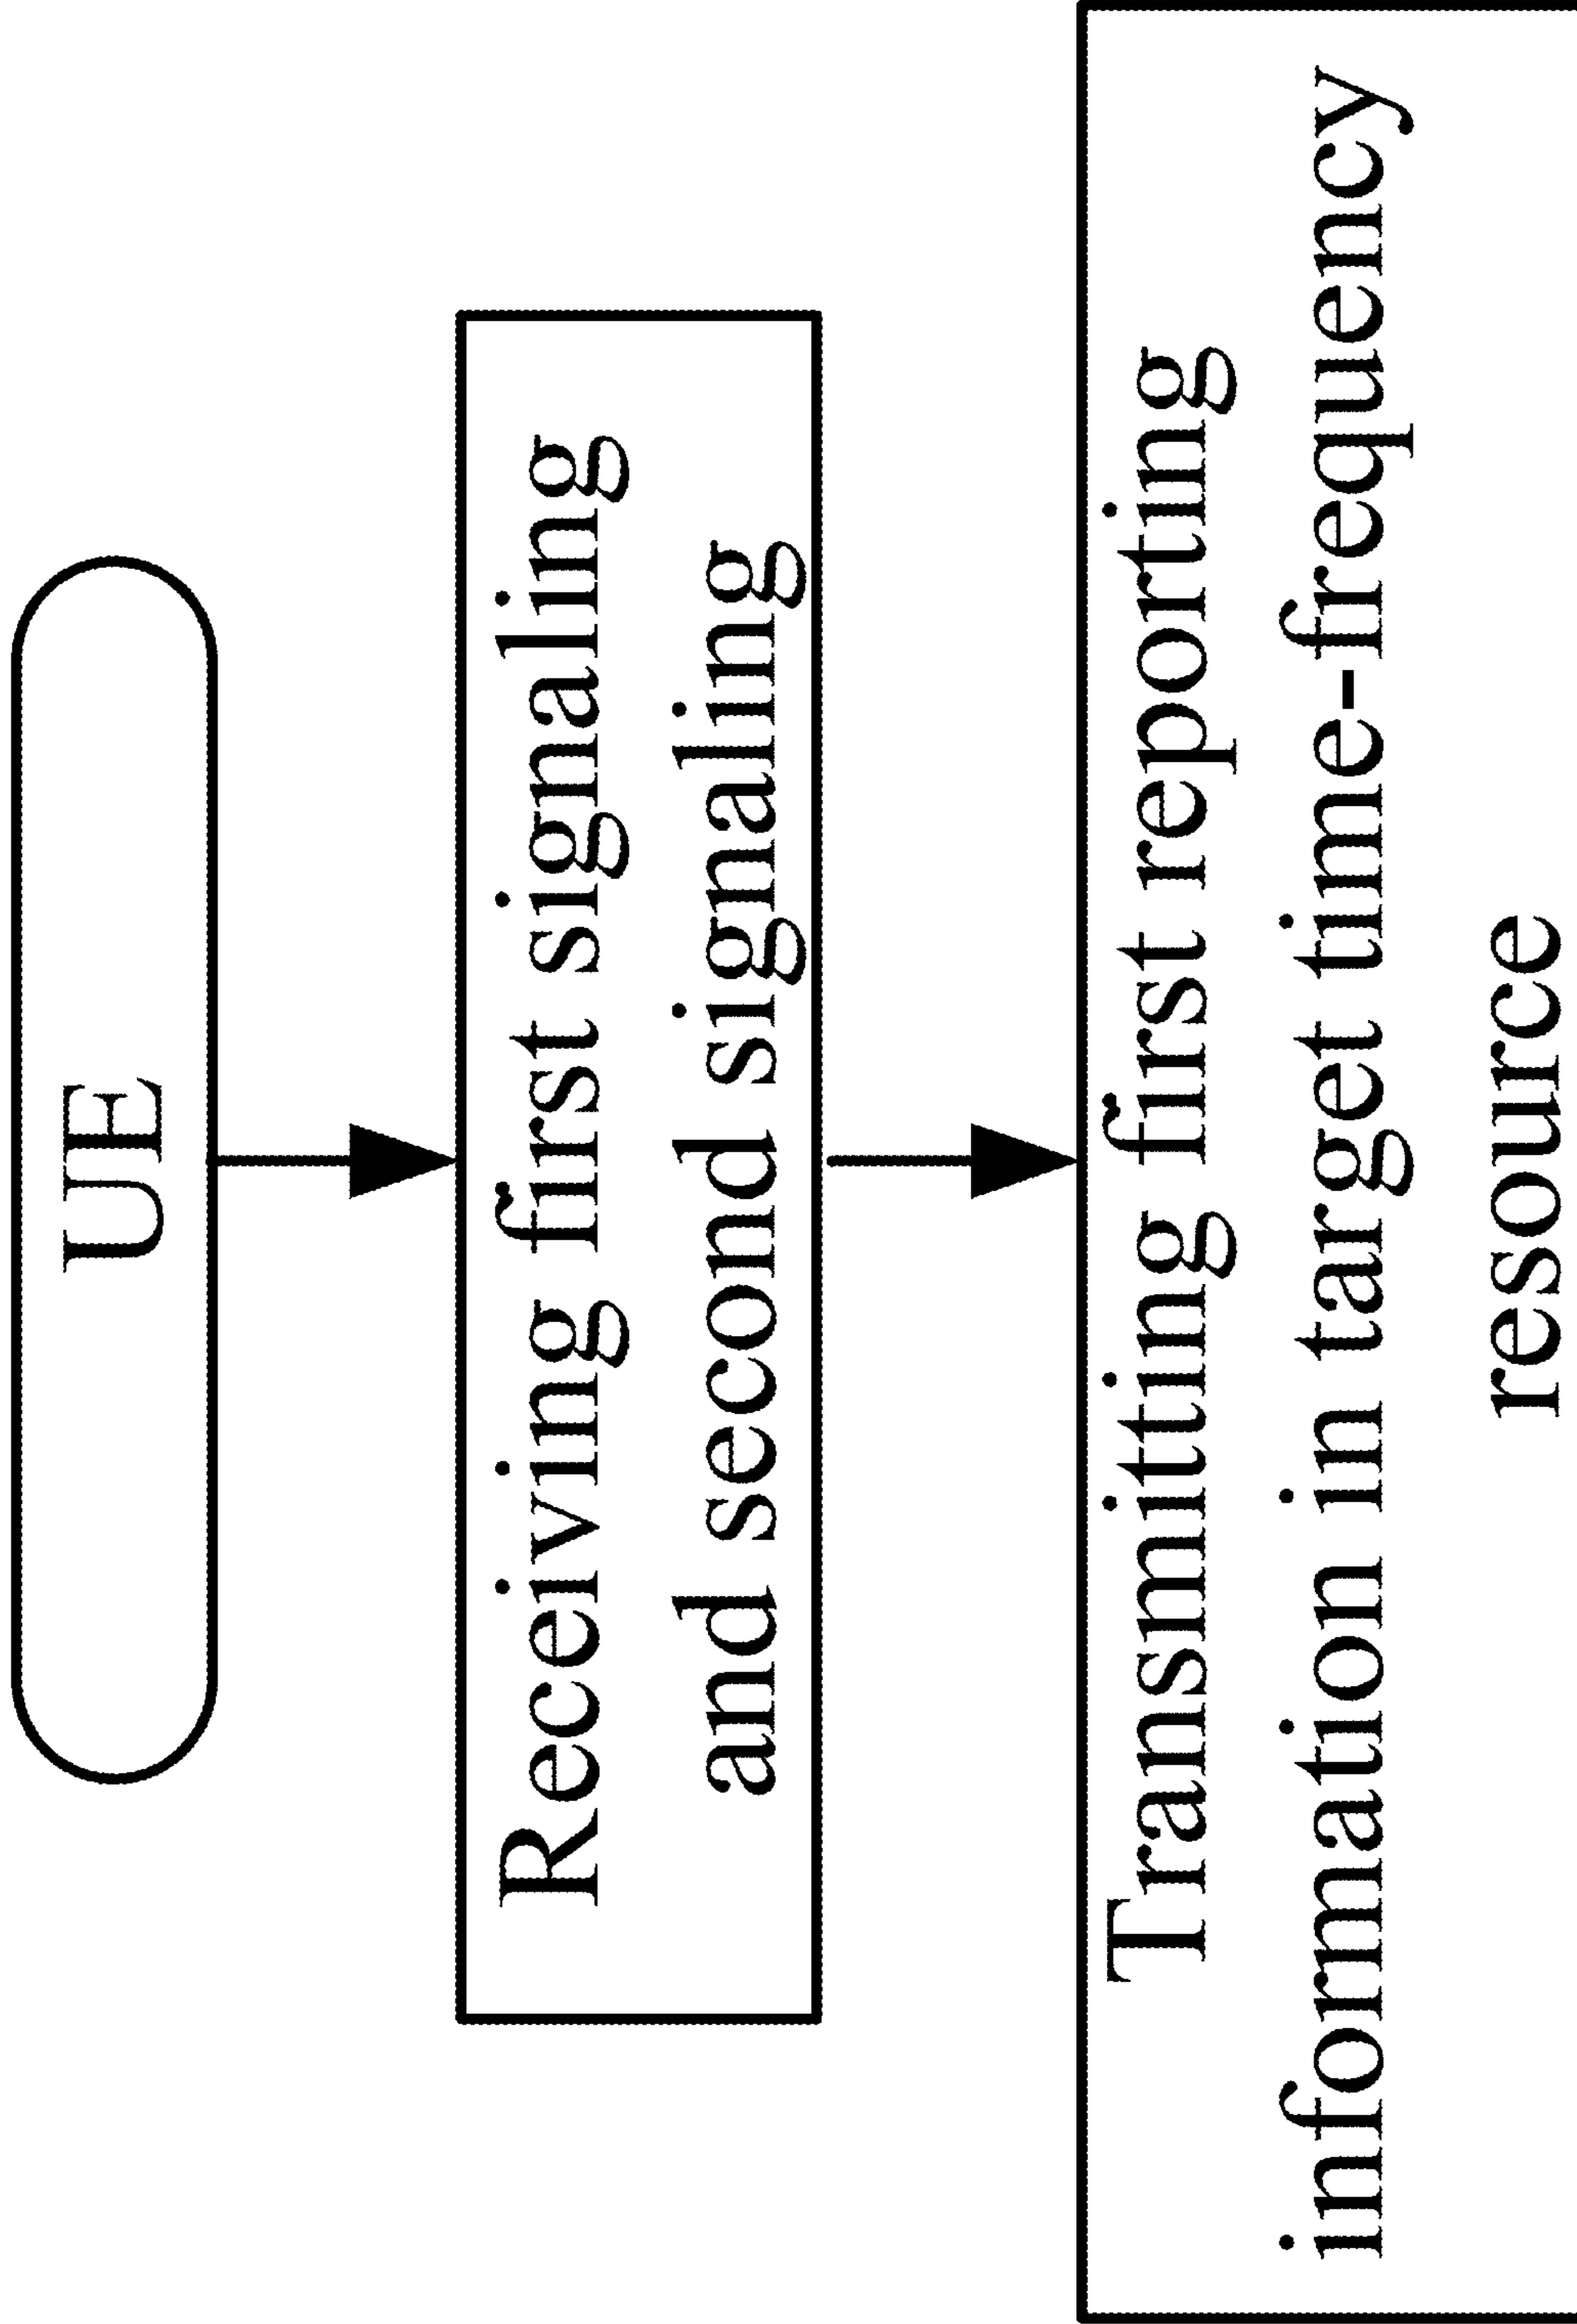 UE
Receiving first signaling
and second signaling
Transmitting first reporting
information in target time-frequency
resource